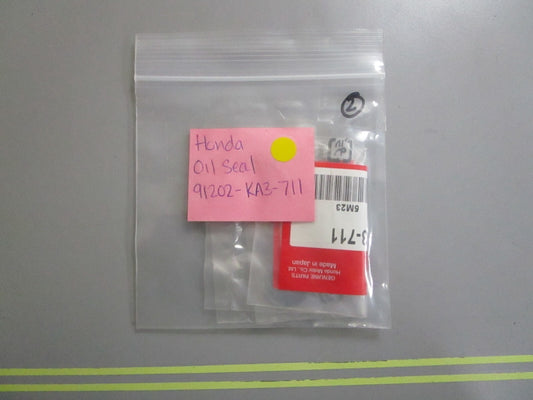 2
Honda
Oil Seal
91202-KA3-711
6M23
3-711
GENUINE PARTS
Honda Motor Co., Ltd.
Made in Japan